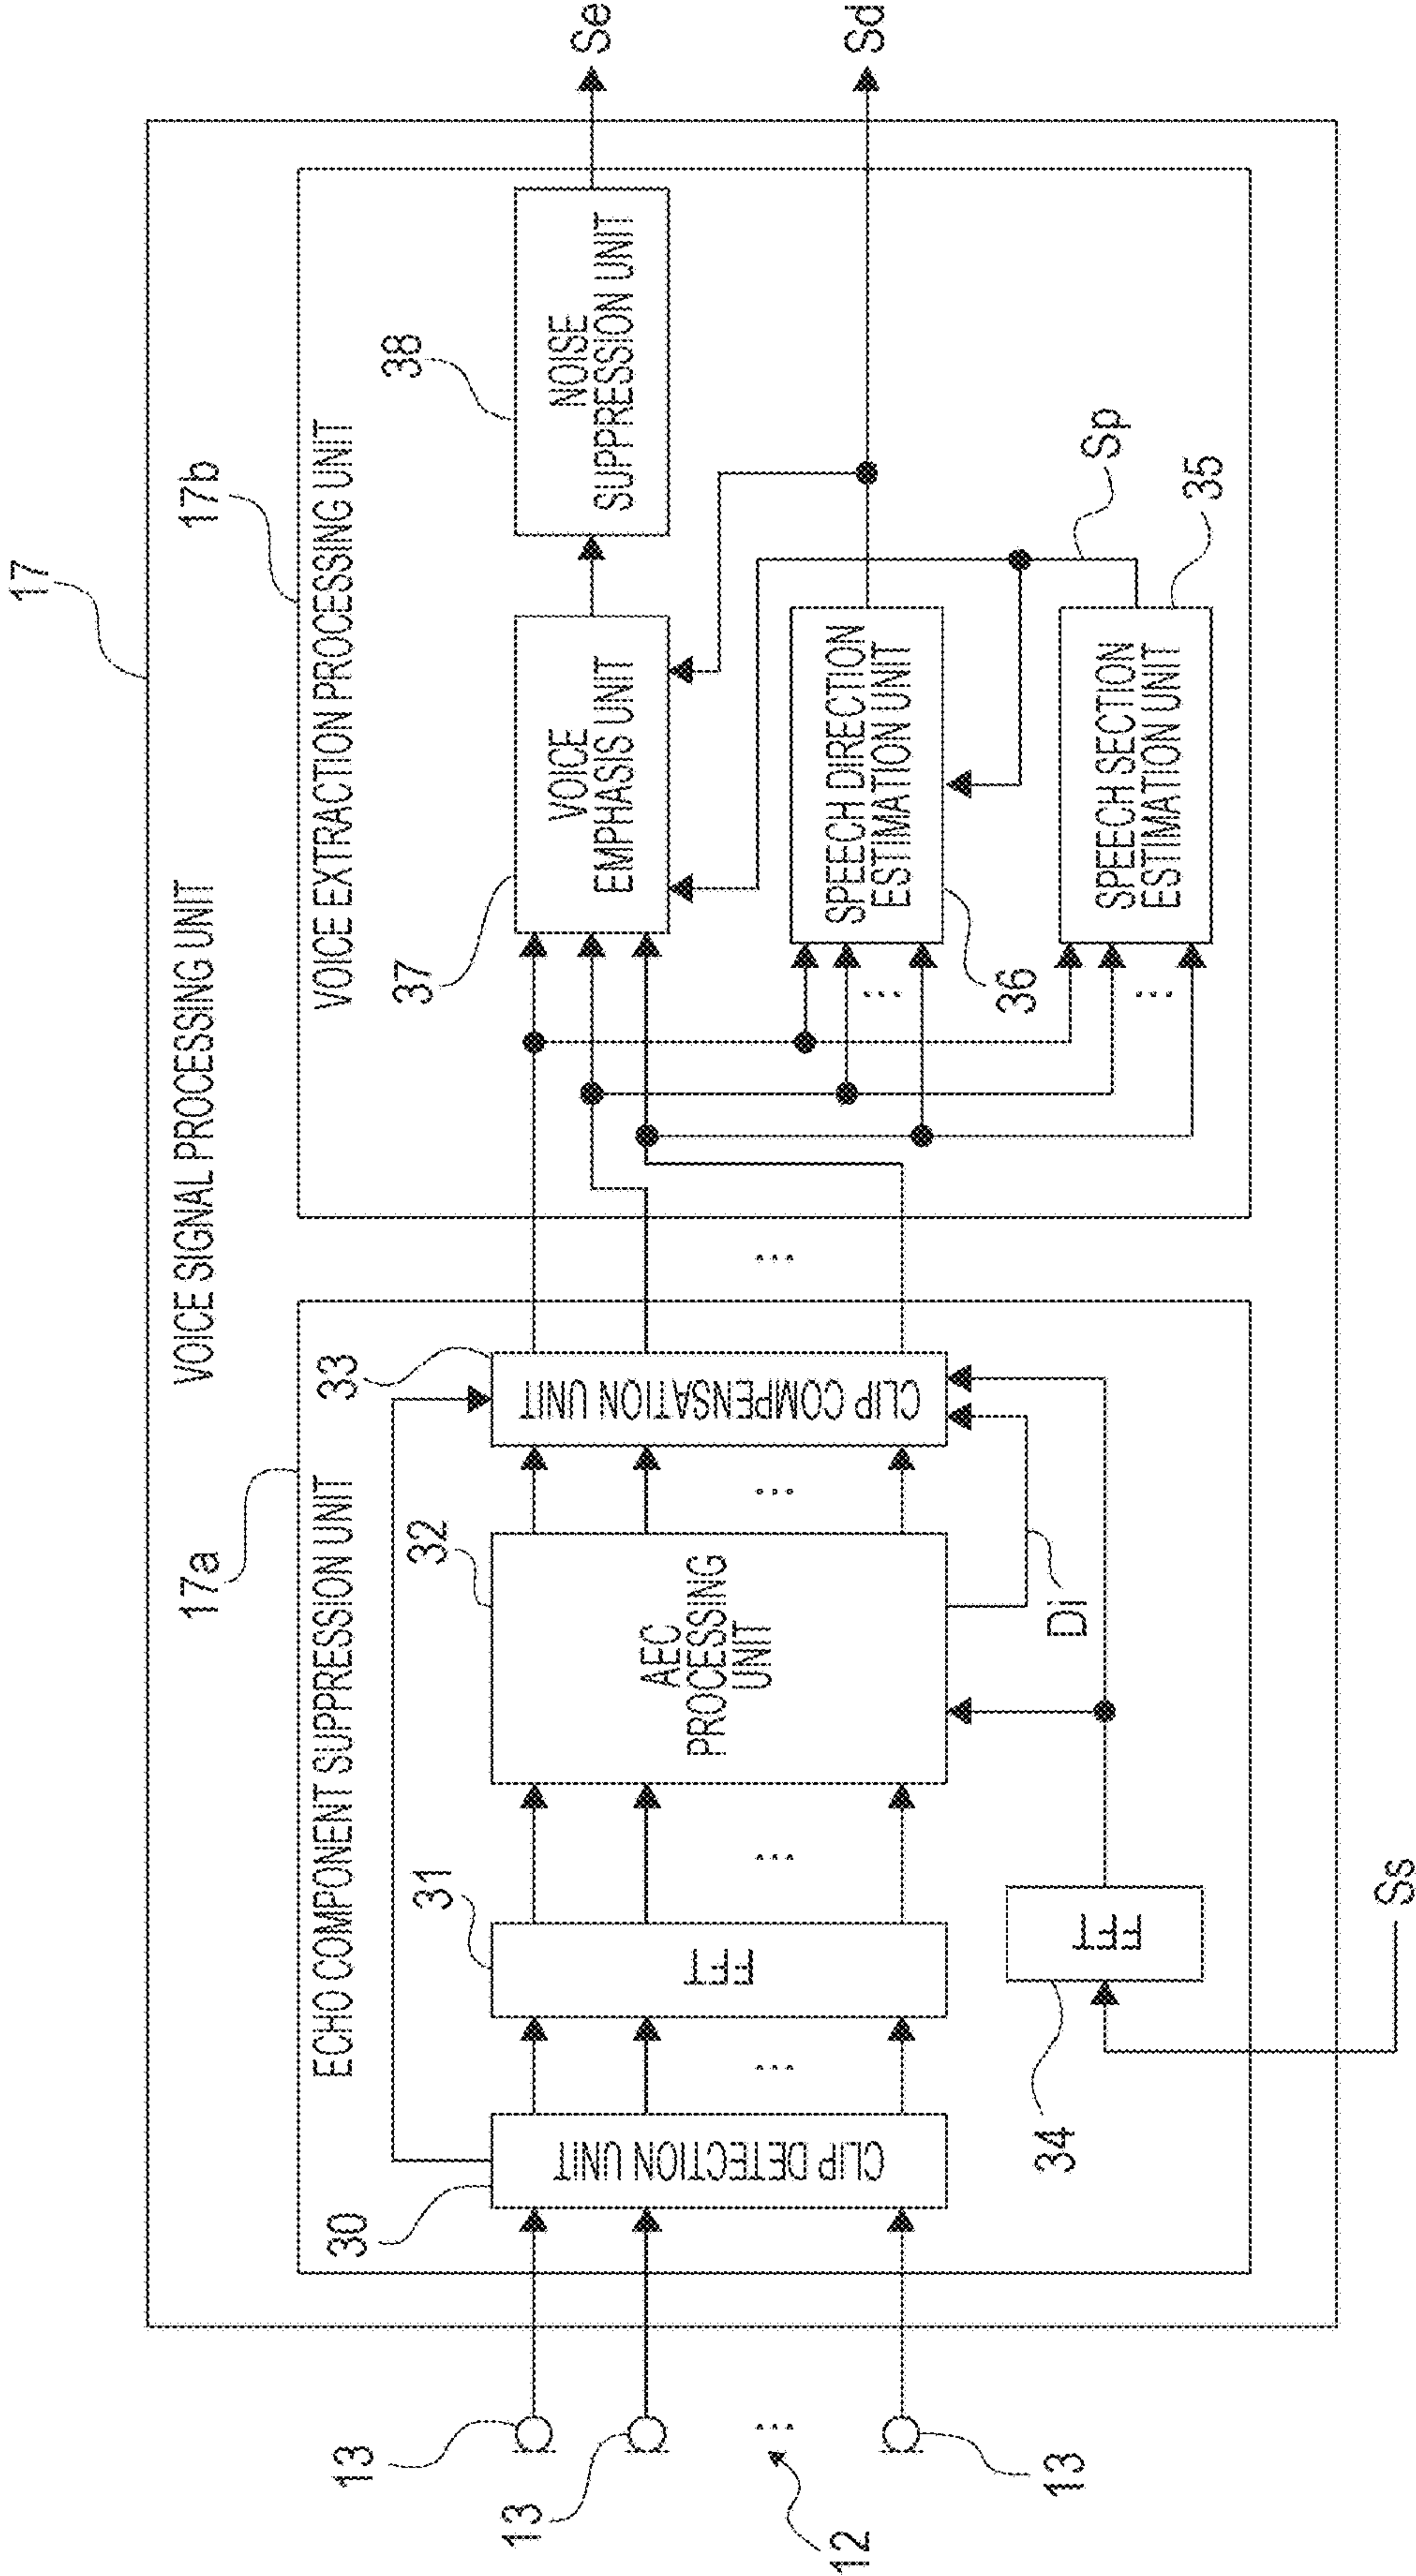 17
VOICE SIGNAL PROCESSING UNIT
17a
ECHO COMPONENT SUPPRESSION UNIT
17b
VOICE EXTRACTION PROCESSING UNIT
13
13
13
12
30
CLIP DETECTION UNIT
31
FFT
32
AEC
PROCESSING
UNIT
33
CLIP COMPENSATION UNIT
Di
34
FFT
Ss
37
VOICE
EMPHASIS UNIT
38
NOISE
SUPPRESSION UNIT
36
SPEECH DIRECTION
ESTIMATION UNIT
35
SPEECH SECTION
ESTIMATION UNIT
Sp
Se
Sd